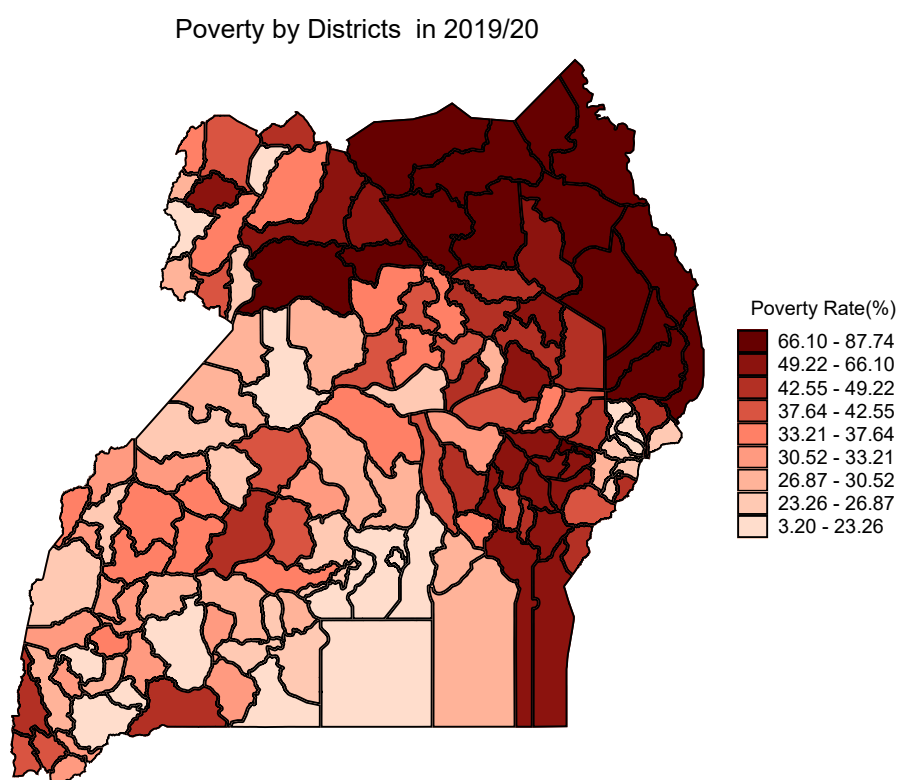 Poverty by Districts  in 2019/20
Poverty Rate(%)
66.10 - 87.74
49.22 - 66.10
42.55 - 49.22
37.64 - 42.55
33.21 - 37.64
30.52 - 33.21
26.87 - 30.52
23.26 - 26.87
3.20 - 23.26